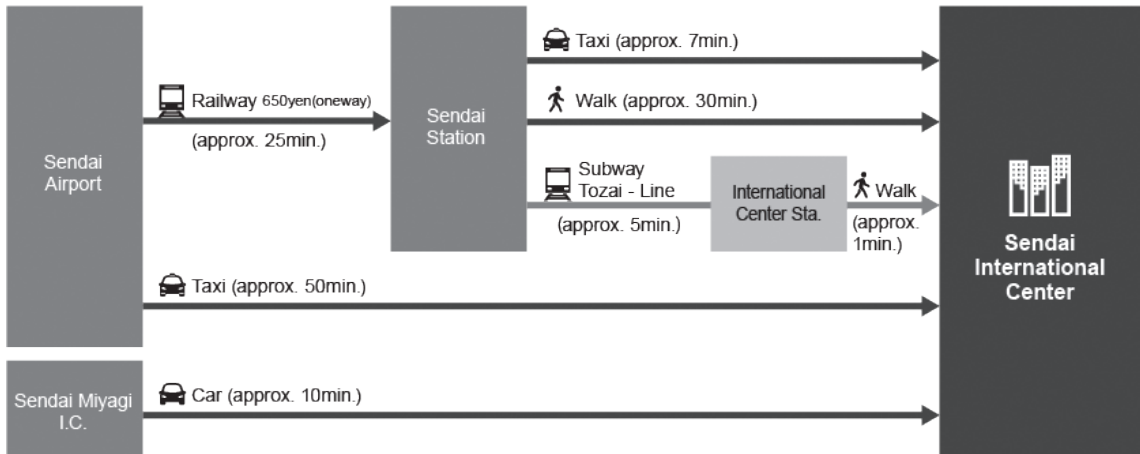 Sendai
Airport
Railway 650yen(oneway)
(approx. 25min.)
Sendai
Station
Taxi (approx. 7min.)
Walk (approx. 30min.)
Subway
Tozai - Line
(approx. 5min.)
International
Center Sta.
Walk
(approx.
1min.)
Taxi (approx. 50min.)
Sendai Miyagi
I.C.
Car (approx. 10min.)
Sendai
International
Center